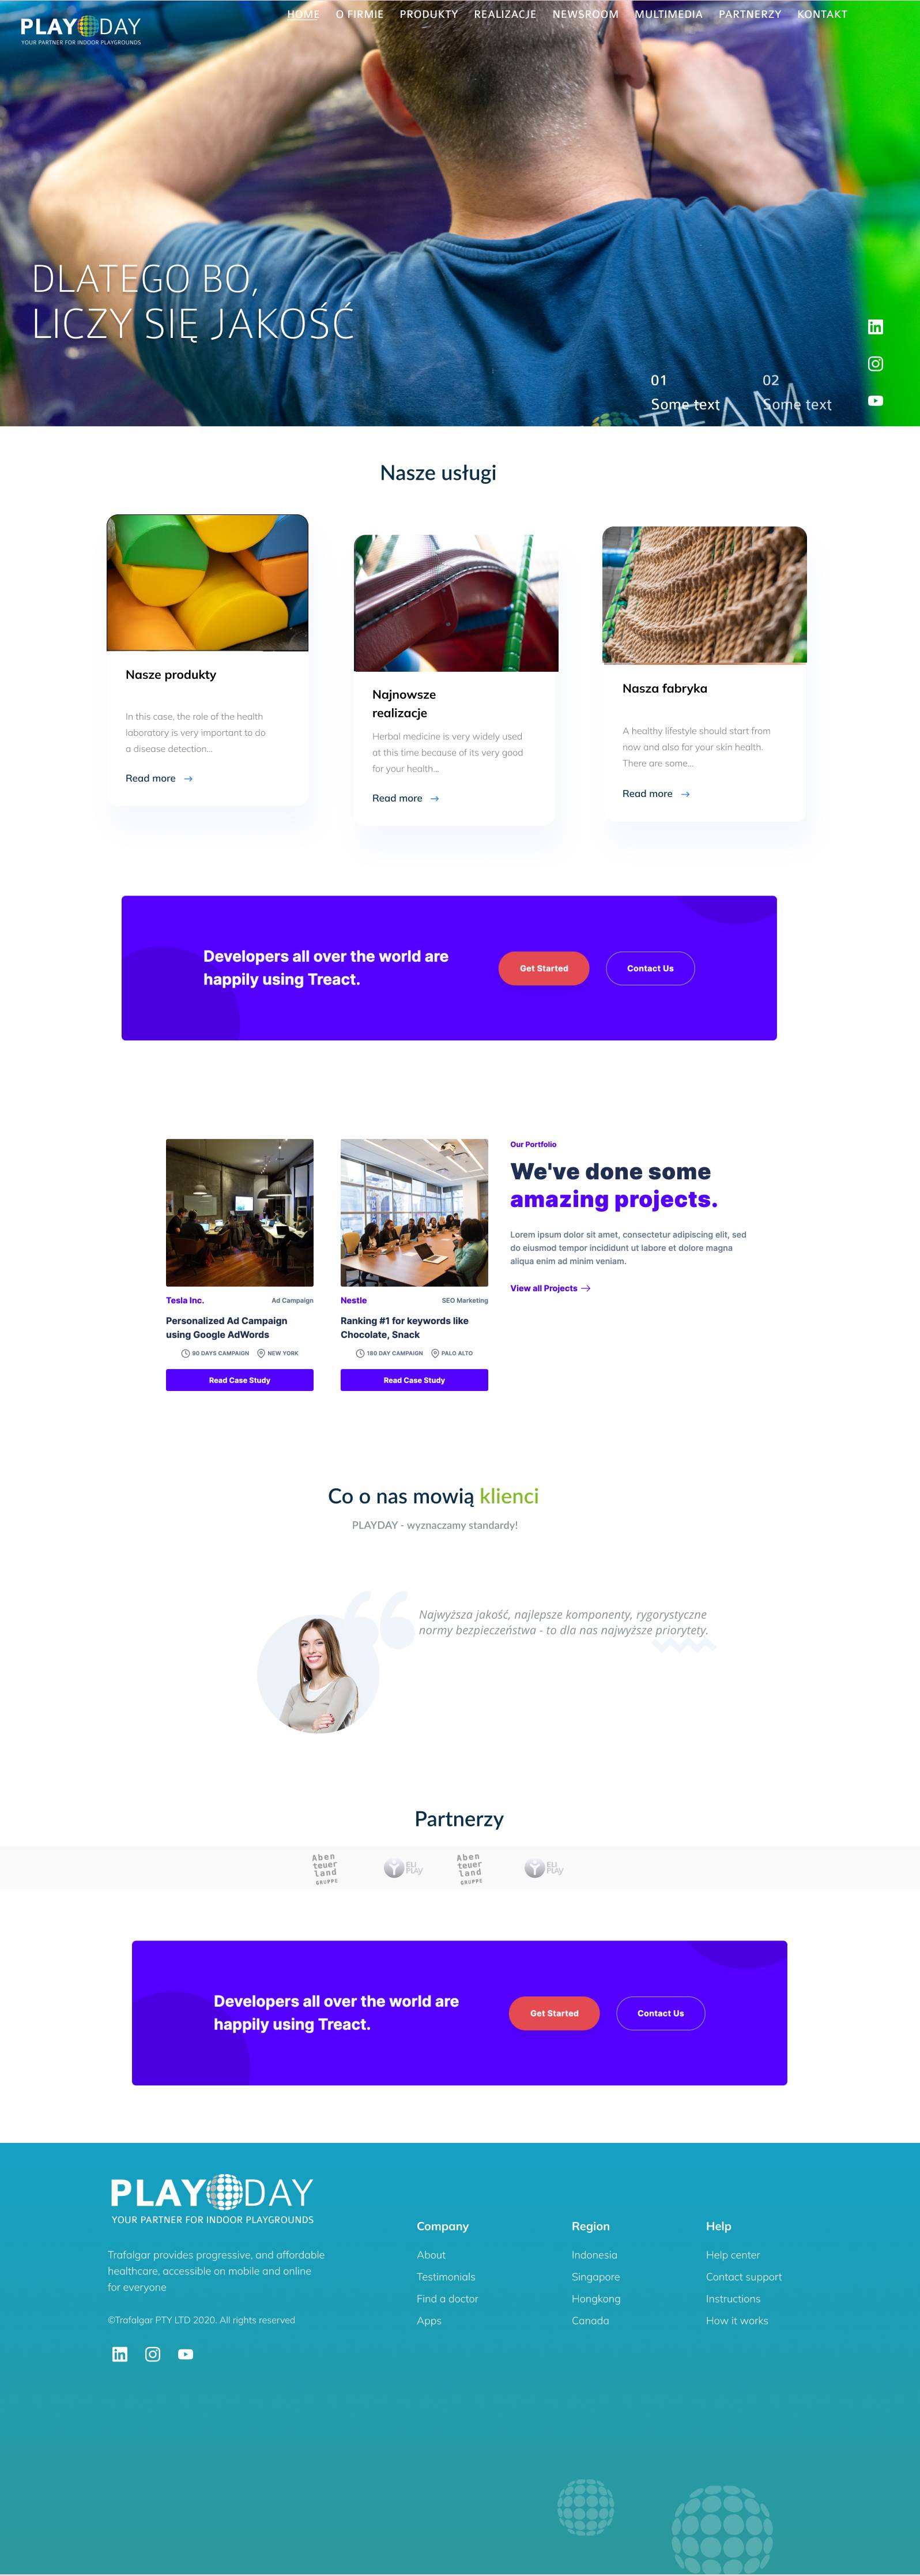 PLAY DAY
YOUR PARTNER FOR INDOOR PLAYGROUNDS
HOME O FIRMIE PRODUKTY REALIZACJE NEWSROOM MULTIMEDIA PARTNERZY KONTAKT
DLATEGO BO,
LICZY SIĘ JAKOŚĆ
01 02
Some text Some text
TEAM
Nasze usługi
Nasze produkty
In this case, the role of the health
laboratory is very important to do
a disease detection...
Read more
Najnowsze
realizacje
Herbal medicine is very widely used
at this time because of its very good
for your health...
Read more
Nasza fabryka
A healthy lifestyle should start from
now and also for your skin health.
There are some...
Read more
Developers all over the world are
happily using Treact.
Get Started
Contact Us
Tesla Inc. Ad Campaign
Personalized Ad Campaign
using Google AdWords
90 DAYS CAMPAIGN NEW YORK
Read Case Study
Nestle SEO Marketing
Ranking #1 for keywords like
Chocolate, Snack
180 DAY CAMPAIGN PALO ALTO
Read Case Study
Our Portfolio
We've done some
amazing projects.
Lorem ipsum dolor sit amet, consectetur adipiscing elit, sed
do eiusmod tempor incididunt ut labore et dolore magna
aliqua enim ad minim veniam.
View all Projects
Co o nas mowią klienci
PLAYDAY - wyznaczamy standardy!
Najwyższa jakość, najlepsze komponenty, rygorystyczne
normy bezpieczeństwa - to dla nas najwyższe priorytety.
Partnerzy
Aben
teuer
land
GRUPPE
ELI
PLAY
Aben
teuer
land
GRUPPE
ELI
PLAY
Developers all over the world are
happily using Treact.
Get Started
Contact Us
PLAY DAY
YOUR PARTNER FOR INDOOR PLAYGROUNDS
Trafalgar provides progressive, and affordable
healthcare, accessible on mobile and online
for everyone
©Trafalgar PTY LTD 2020. All rights reserved
Company
About
Testimonials
Find a doctor
Apps
Region
Indonesia
Singapore
Hongkong
Canada
Help
Help center
Contact support
Instructions
How it works